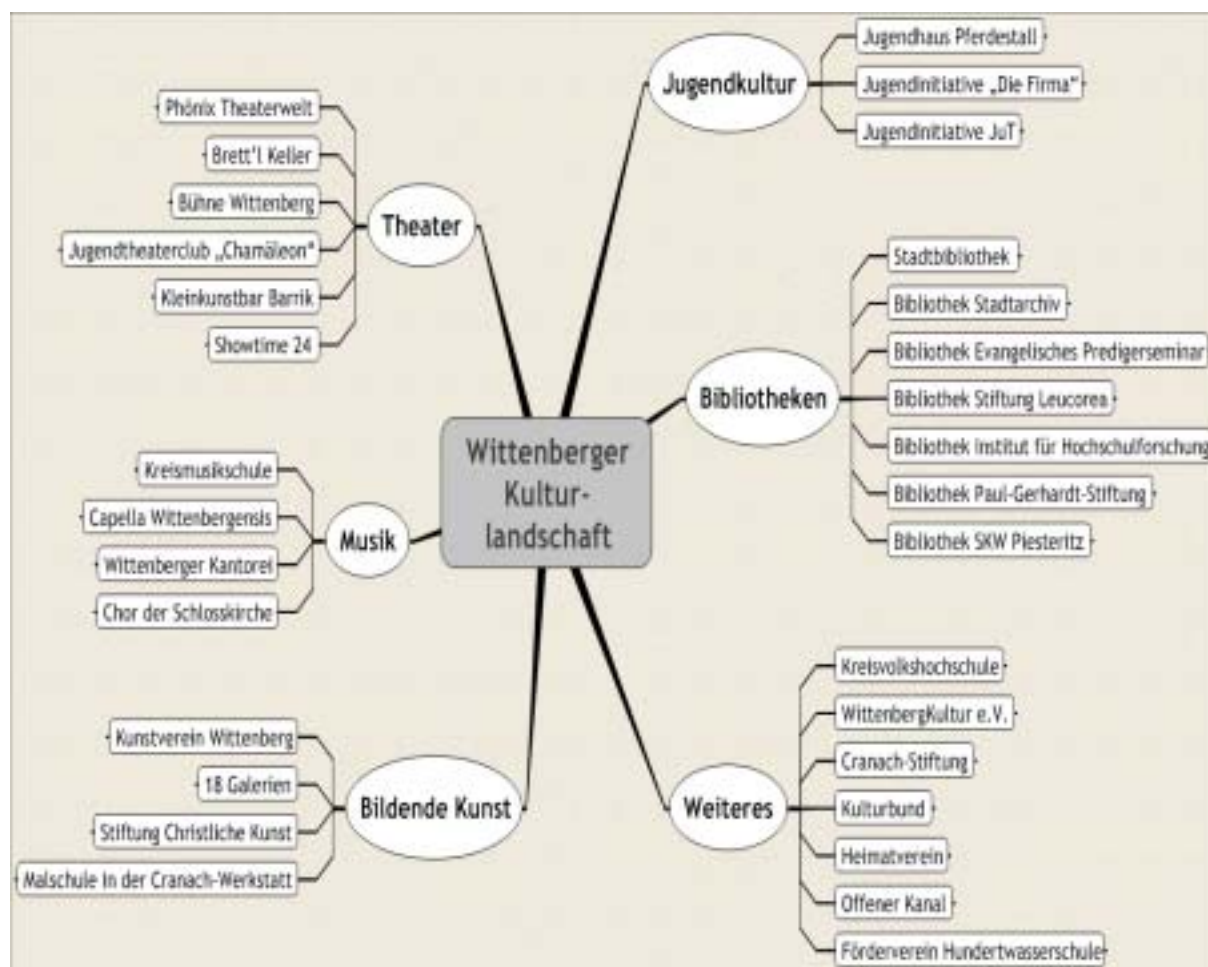 Wittenberger
Kultur-
landschaft
Theater
Phönix Theaterwelt
Brett'l Keller
Bühne Wittenberg
Jugendtheaterclub „Chamäleon“
Kleinkunstbar Barrik
Showtime 24
Musik
Kreismusikschule
Capella Wittenbergensis
Wittenberger Kantorei
Chor der Schlosskirche
Bildende Kunst
Kunstverein Wittenberg
18 Galerien
Stiftung Christliche Kunst
Malschule in der Cranach-Werkstatt
Jugendkultur
Jugendhaus Pferdestall
Jugendinitiative „Die Firma“
Jugendinitiative JuT
Bibliotheken
Stadtbibliothek
Bibliothek Stadtarchiv
Bibliothek Evangelisches Predigerseminar
Bibliothek Stiftung Leucorea
Bibliothek Institut für Hochschulforschung
Bibliothek Paul-Gerhardt-Stiftung
Bibliothek SKW Piesteritz
Weiteres
Kreisvolkshochschule
WittenbergKultur e.V.
Cranach-Stiftung
Kulturbund
Heimatverein
Offener Kanal
Förderverein Hundertwasserschule